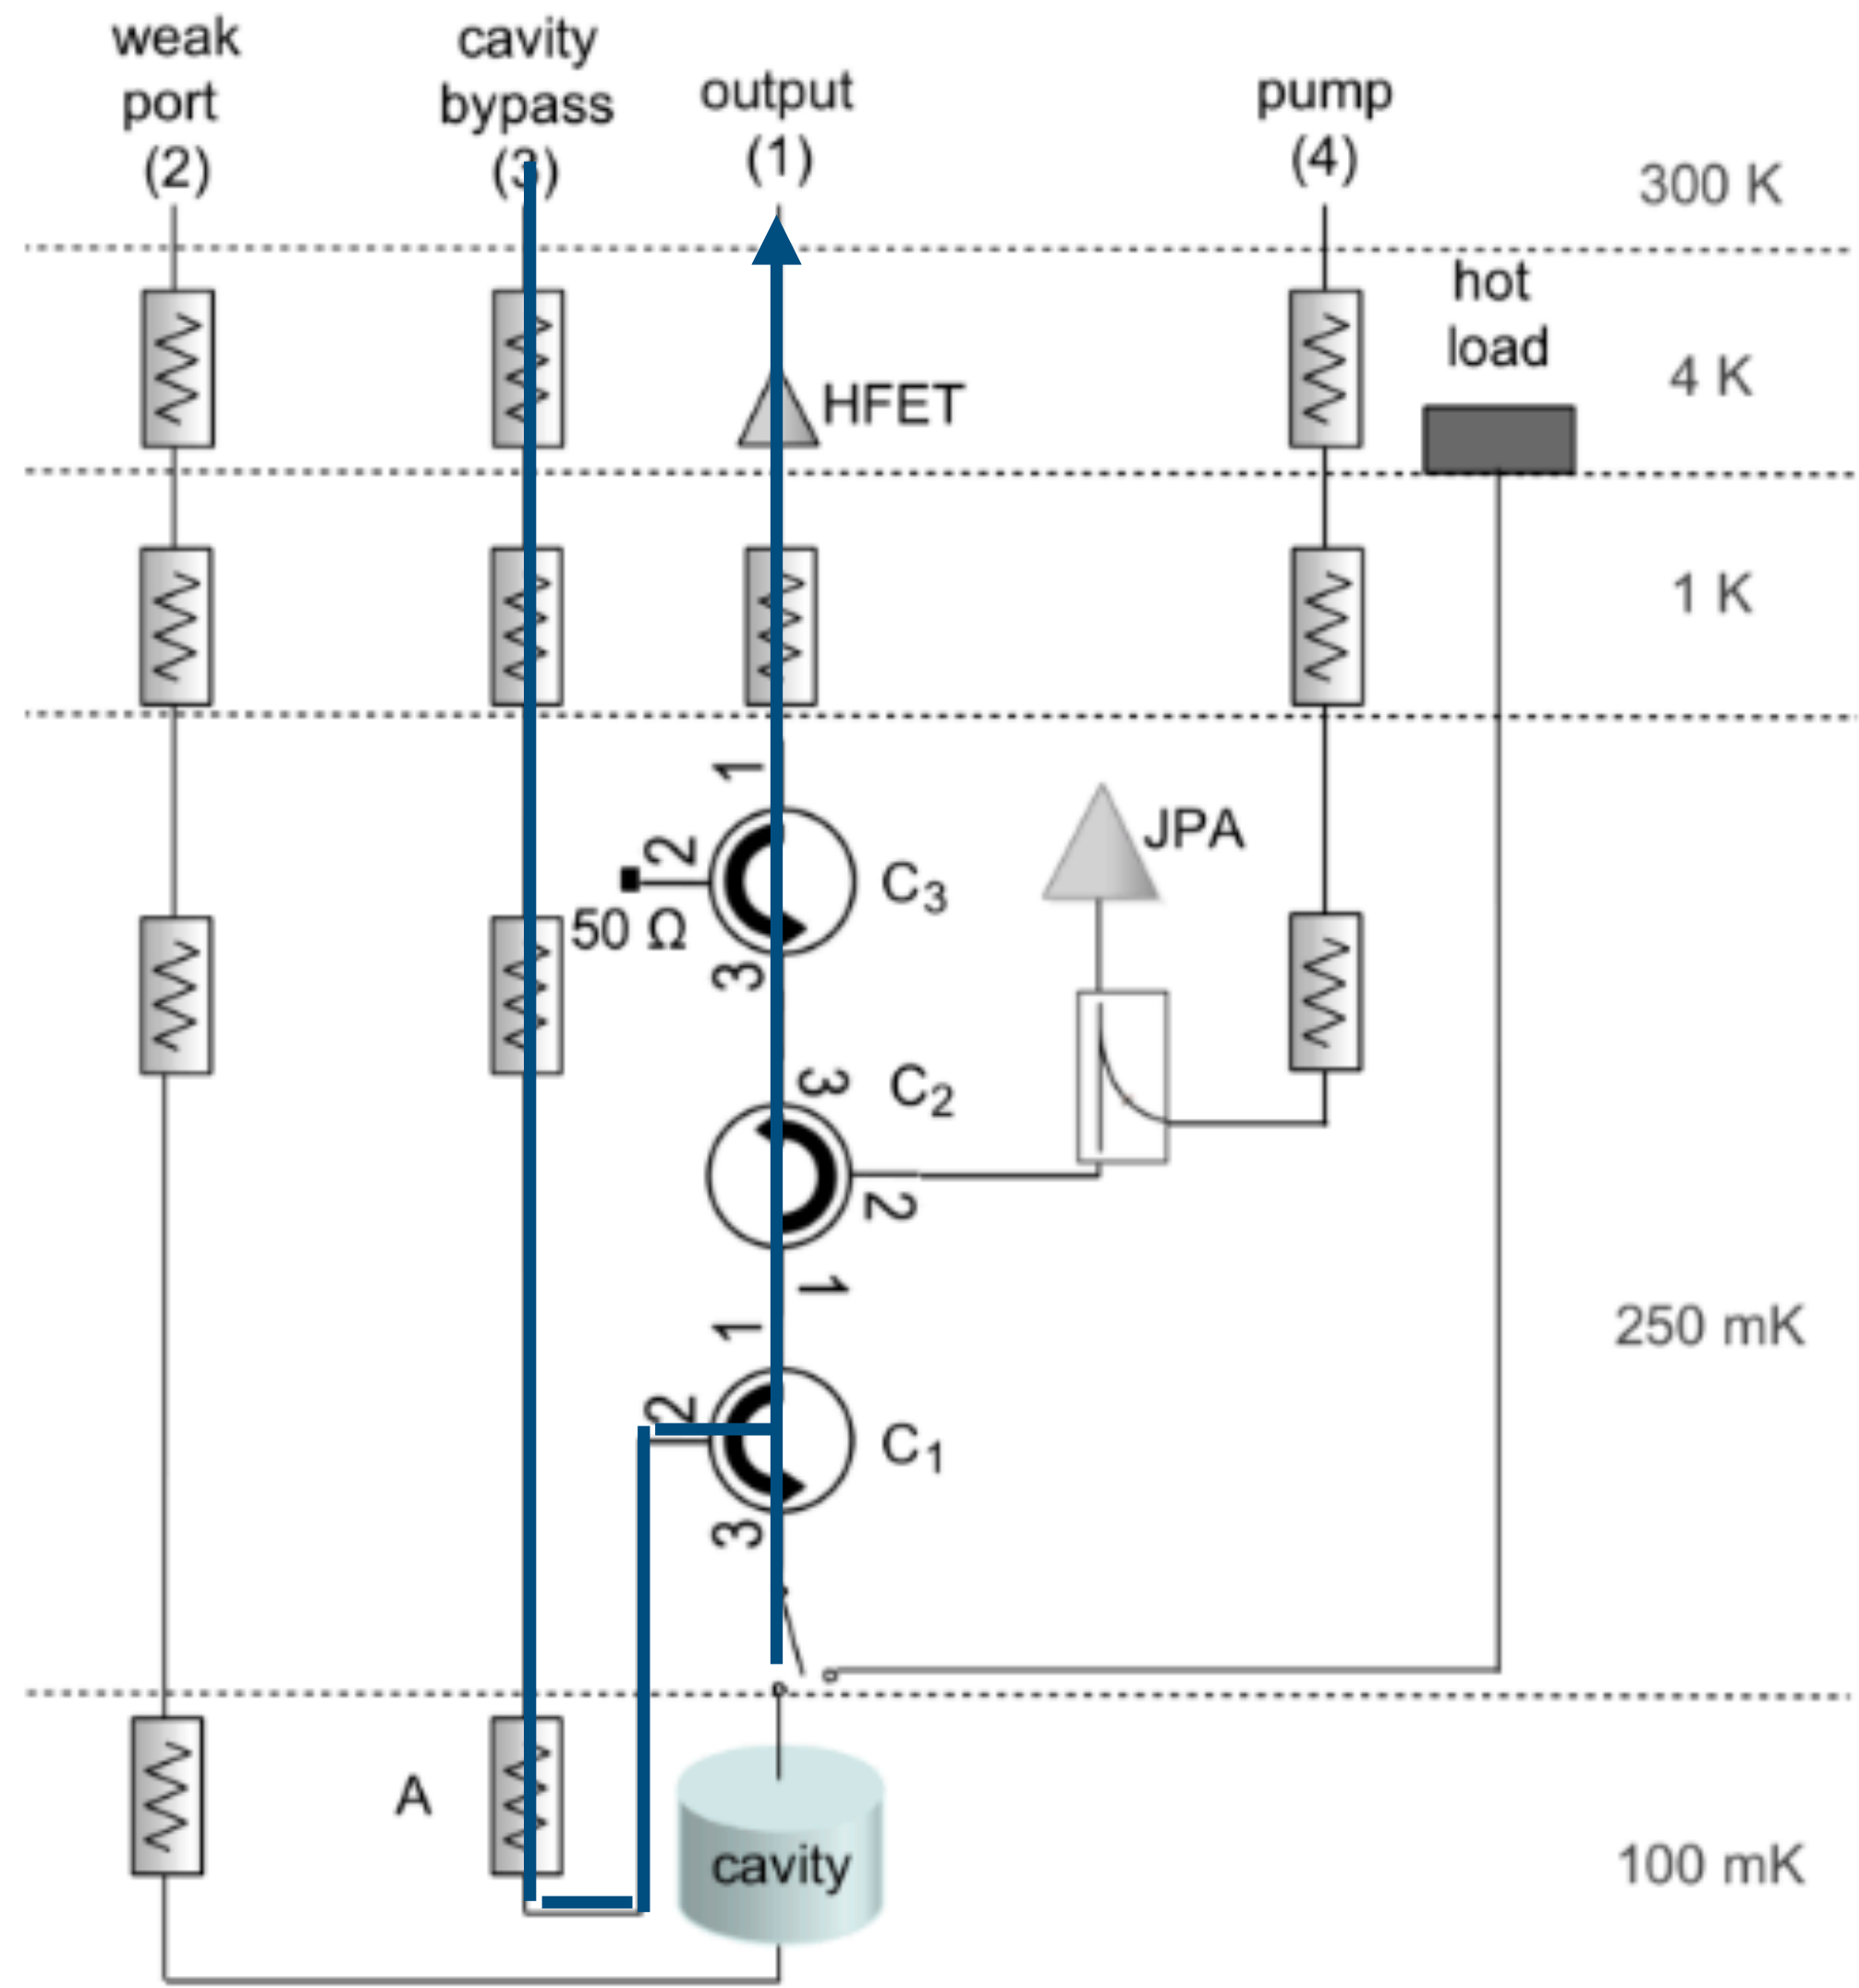 weak
port
(2)
cavity
bypass
(3)
output
(1)
pump
(4)
300 K
hot
load
4 K
HFET
1 K
1
2
50 Ω
C3
3
JPA
3
C2
2
1
1
2
C1
3
250 mK
A
cavity
100 mK